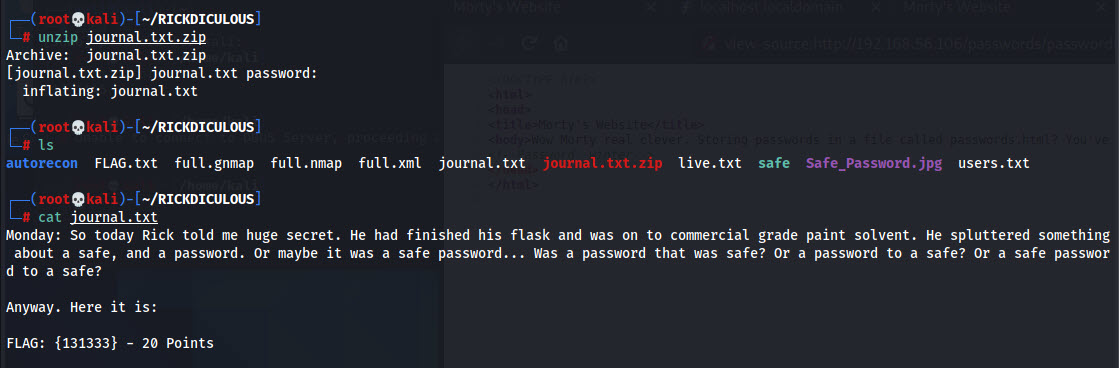 Morty's Website
localhost.localdomain
Morty's Website
┌──(root💀kali)-[~/RICKDICULOUS]
└─# unzip journal.txt.zip
view-source:http://192.168.56.106/passwords/password
Archive:  journal.txt.zip
[journal.txt.zip] journal.txt password:
  inflating: journal.txt
<html>
<head>
<title>Morty's Website</title>
┌──(root💀kali)-[~/RICKDICULOUS]
Server, proceeding
<body>Wow Morty real clever. Storing passwords in a file called passwords.html? You've
└─# ls
autorecon  FLAG.txt  full.gnmap  full.nmap  full.xml  journal.txt  journal.txt.zip  live.txt  safe  Safe_Password.jpg  users.txt
</html>
┌──(root💀kali)-[~/RICKDICULOUS]
└─# cat journal.txt
Monday: So today Rick told me huge secret. He had finished his flask and was on to commercial grade paint solvent. He spluttered something
 about a safe, and a password. Or maybe it was a safe password... Was a password that was safe? Or a password to a safe? Or a safe passwor
d to a safe?
Anyway. Here it is:
FLAG: {131333} - 20 Points